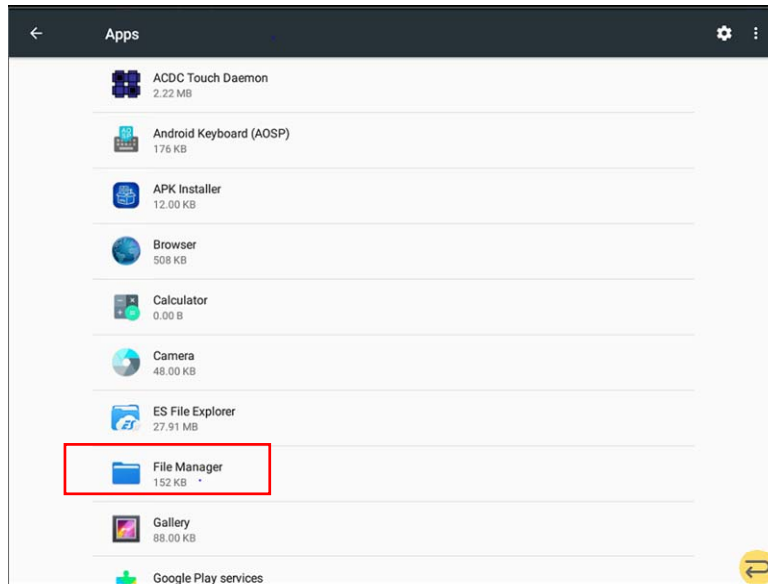 Apps
ACDC Touch Daemon
2.22 MB
Android Keyboard (AOSP)
176 KB
APK Installer
12.00 KB
Browser
508 KB
Calculator
0.00 B
Camera
48.00 KB
ES File Explorer
27.91 MB
File Manager
152 KB
Gallery
88.00 KB
Google Play services